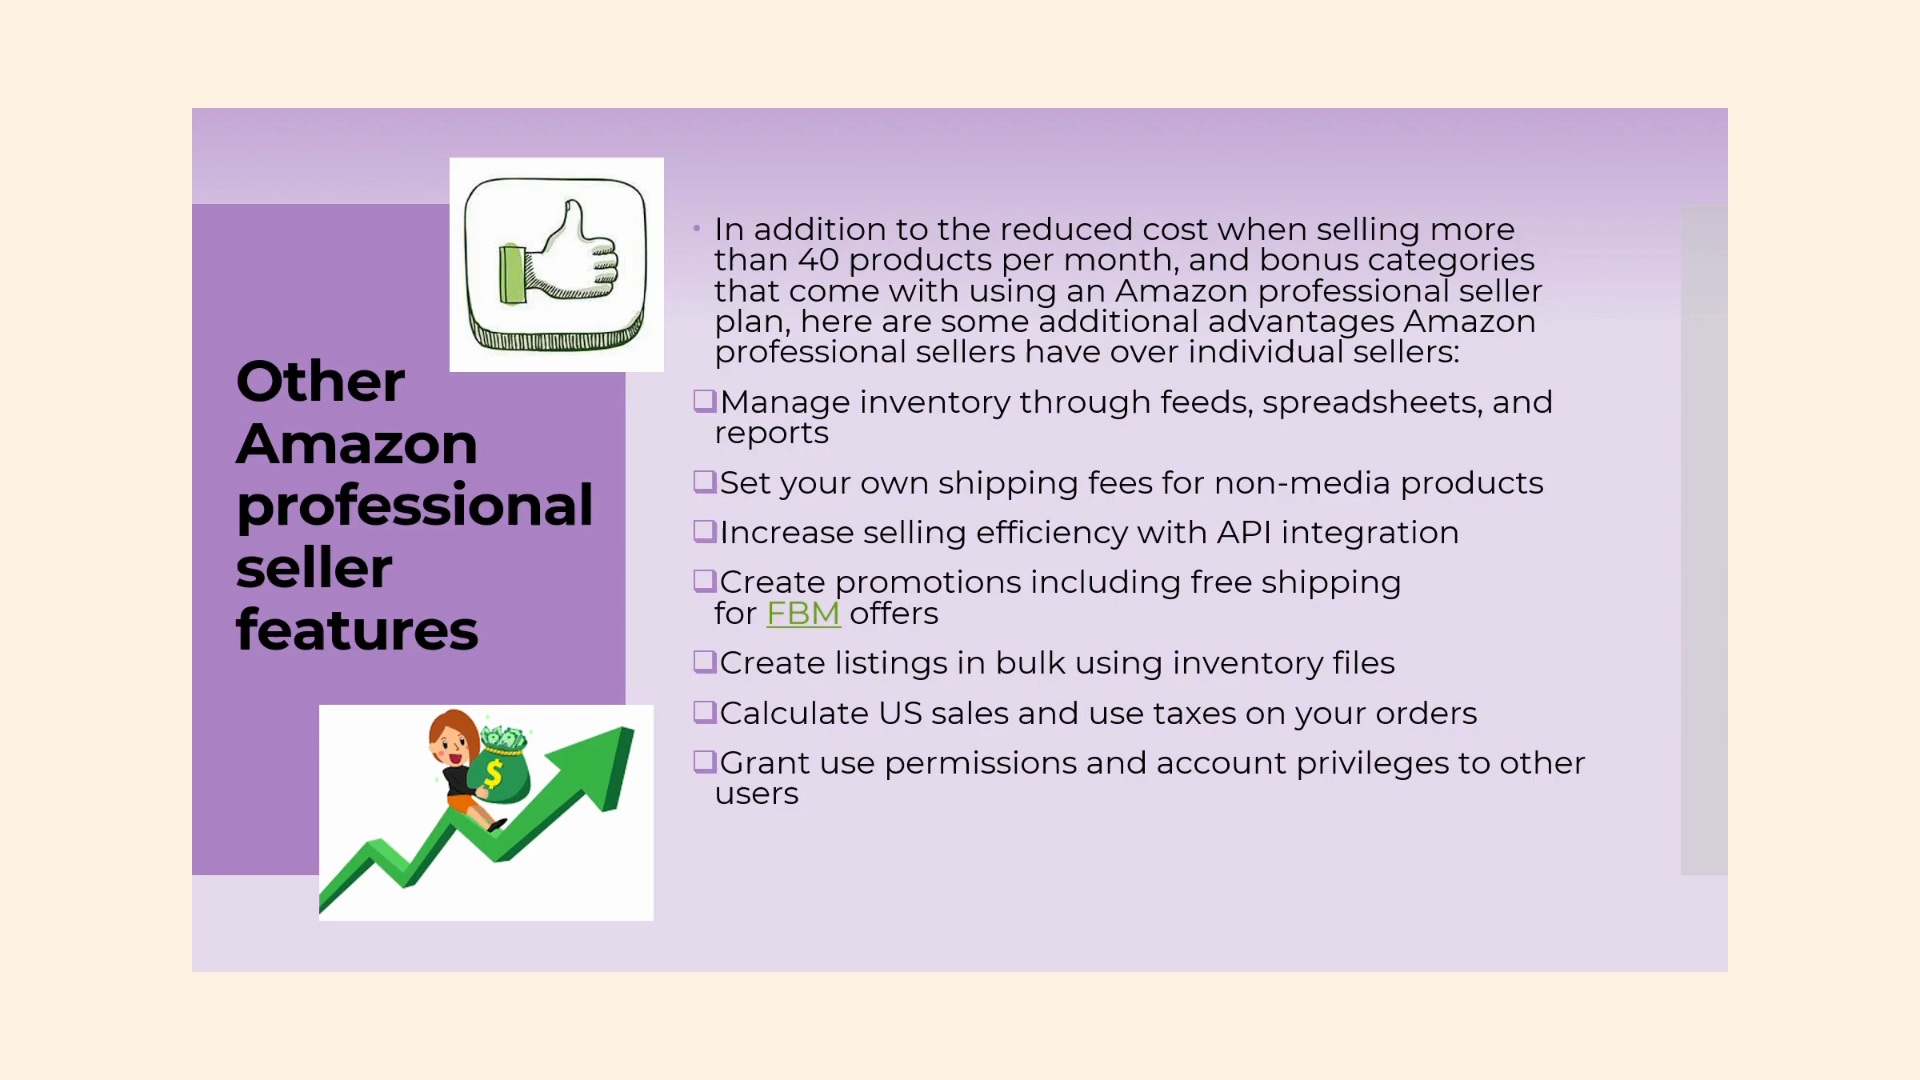 Other
Amazon
professional
seller
features
• In addition to the reduced cost when selling more
than 40 products per month, and bonus categories
that come with using an Amazon professional seller
plan, here are some additional advantages Amazon
professional sellers have over individual sellers:
❑Manage inventory through feeds, spreadsheets, and
reports
❑Set your own shipping fees for non-media products
❑Increase selling efficiency with API integration
❑Create promotions including free shipping
for FBM offers
❑Create listings in bulk using inventory files
❑Calculate US sales and use taxes on your orders
❑Grant use permissions and account privileges to other
users
$